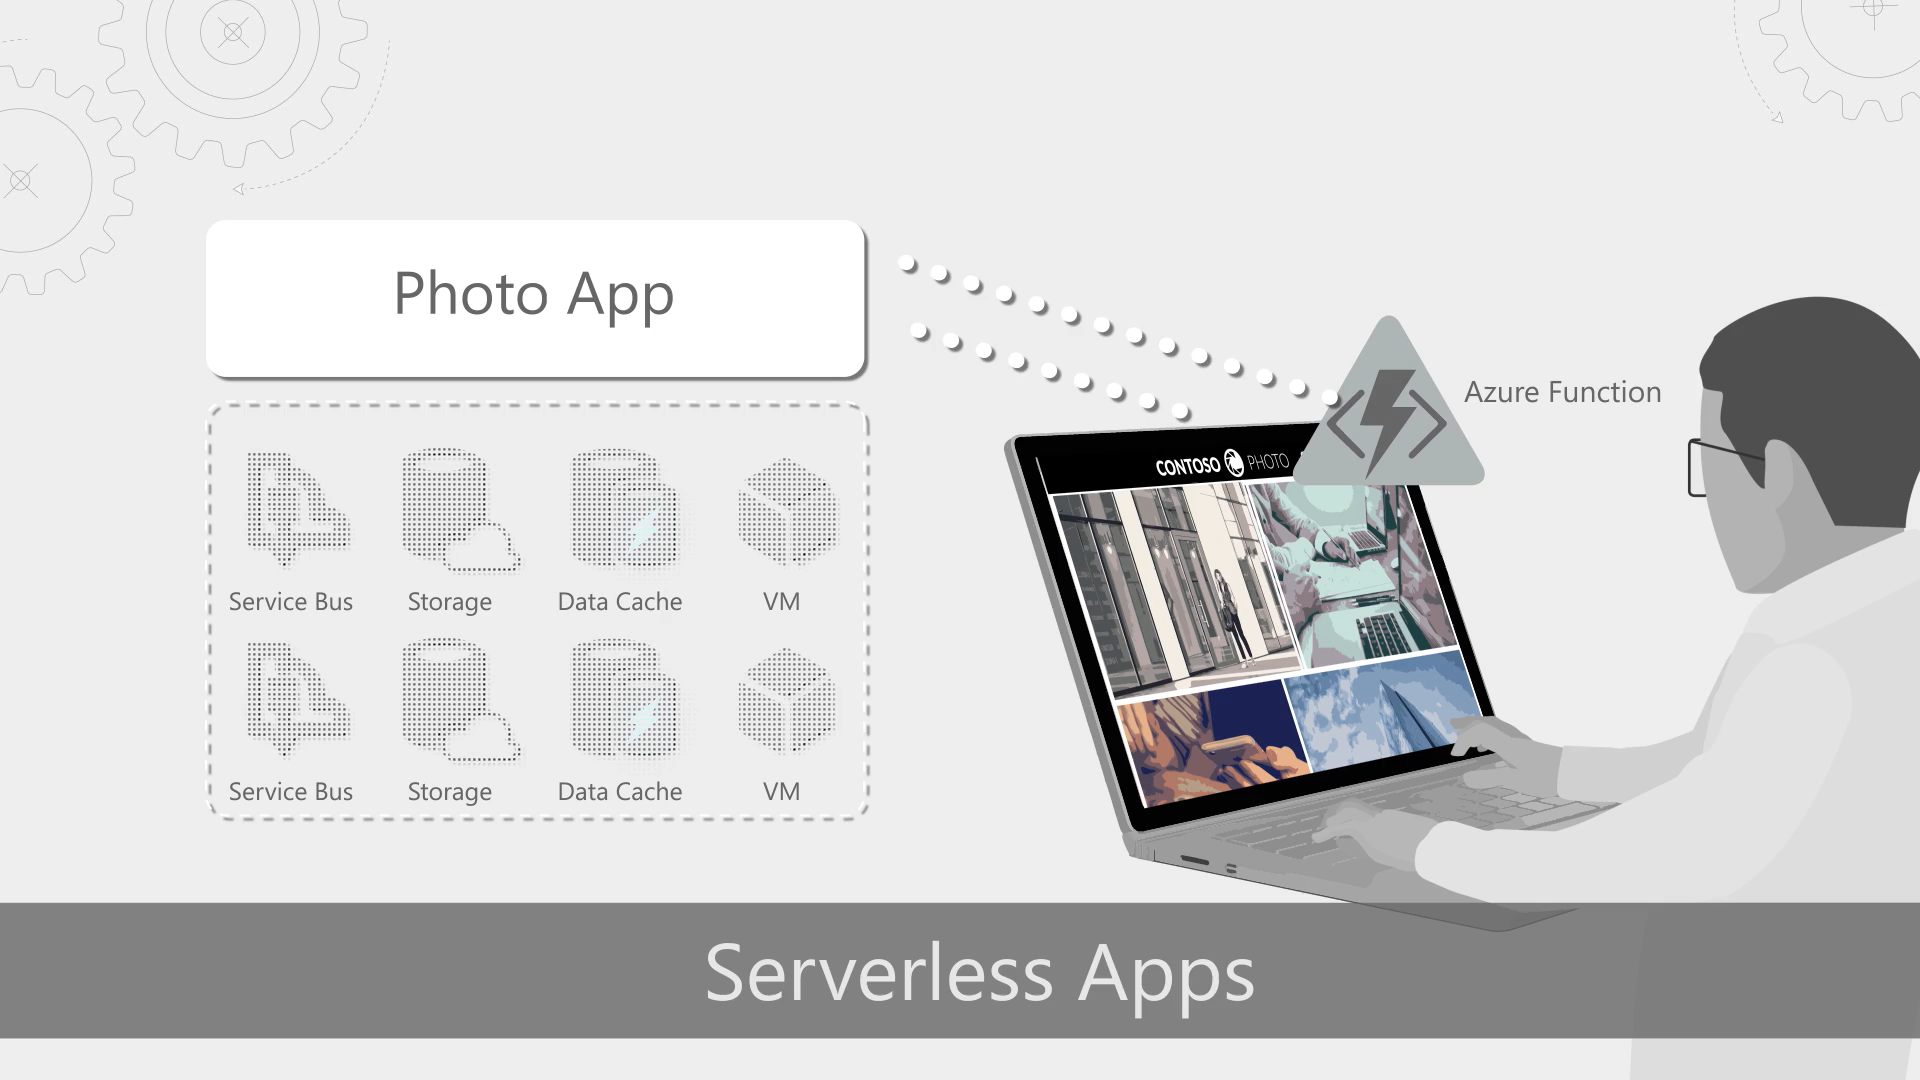 Photo App
Azure Function
CONTOSO PHOTO
Service Bus Storage Data Cache VM
Service Bus Storage Data Cache VM
Serverless Apps